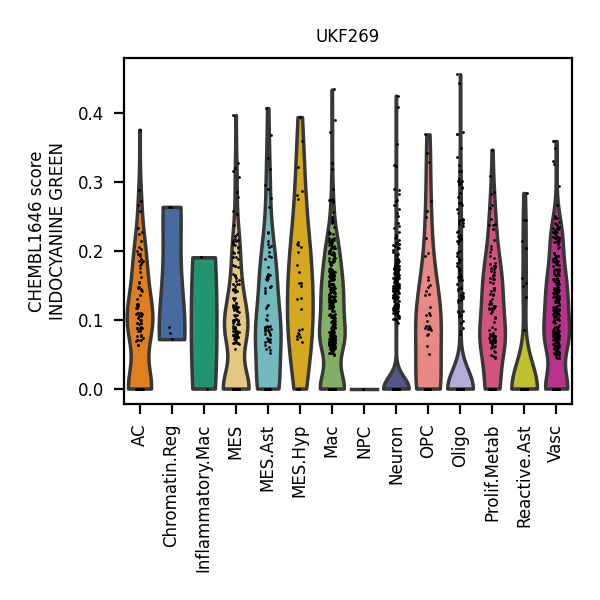 UKF269
CHEMBL1646 score
INDOCYANINE GREEN
0.4
0.3
0.2
0.1
0.0
AC
Chromatin.Reg
Inflammatory.Mac
MES
MES.Ast
MES.Hyp
Mac
NPC
Neuron
OPC
Oligo
Prolif.Metab
Reactive.Ast
Vasc